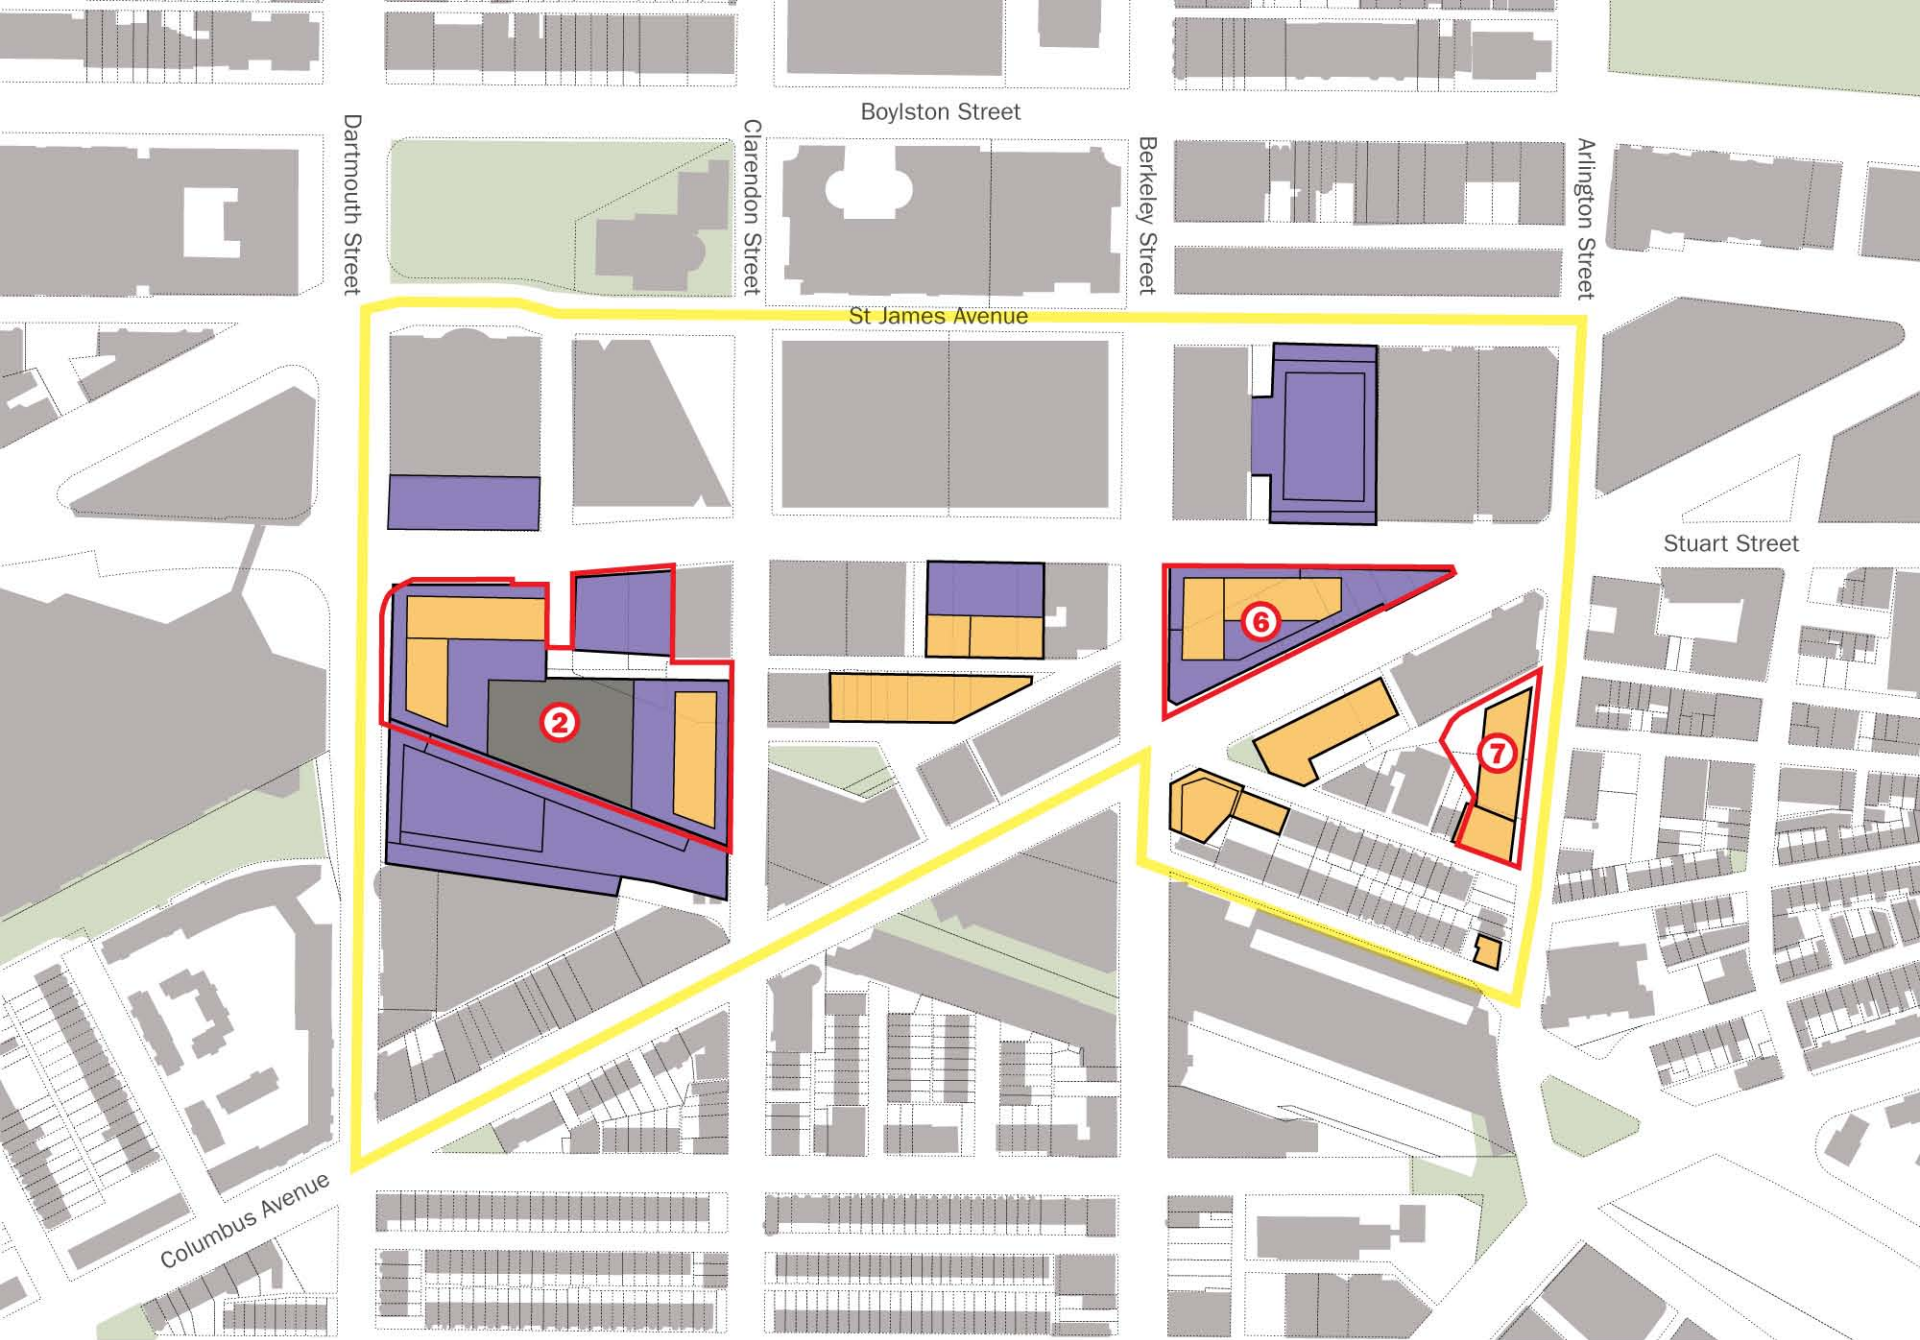 Boylston Street
Dartmouth Street
Clarendon Street
Berkeley Street
Arlington Street
St James Avenue
Stuart Street
6
2
7
Columbus Avenue